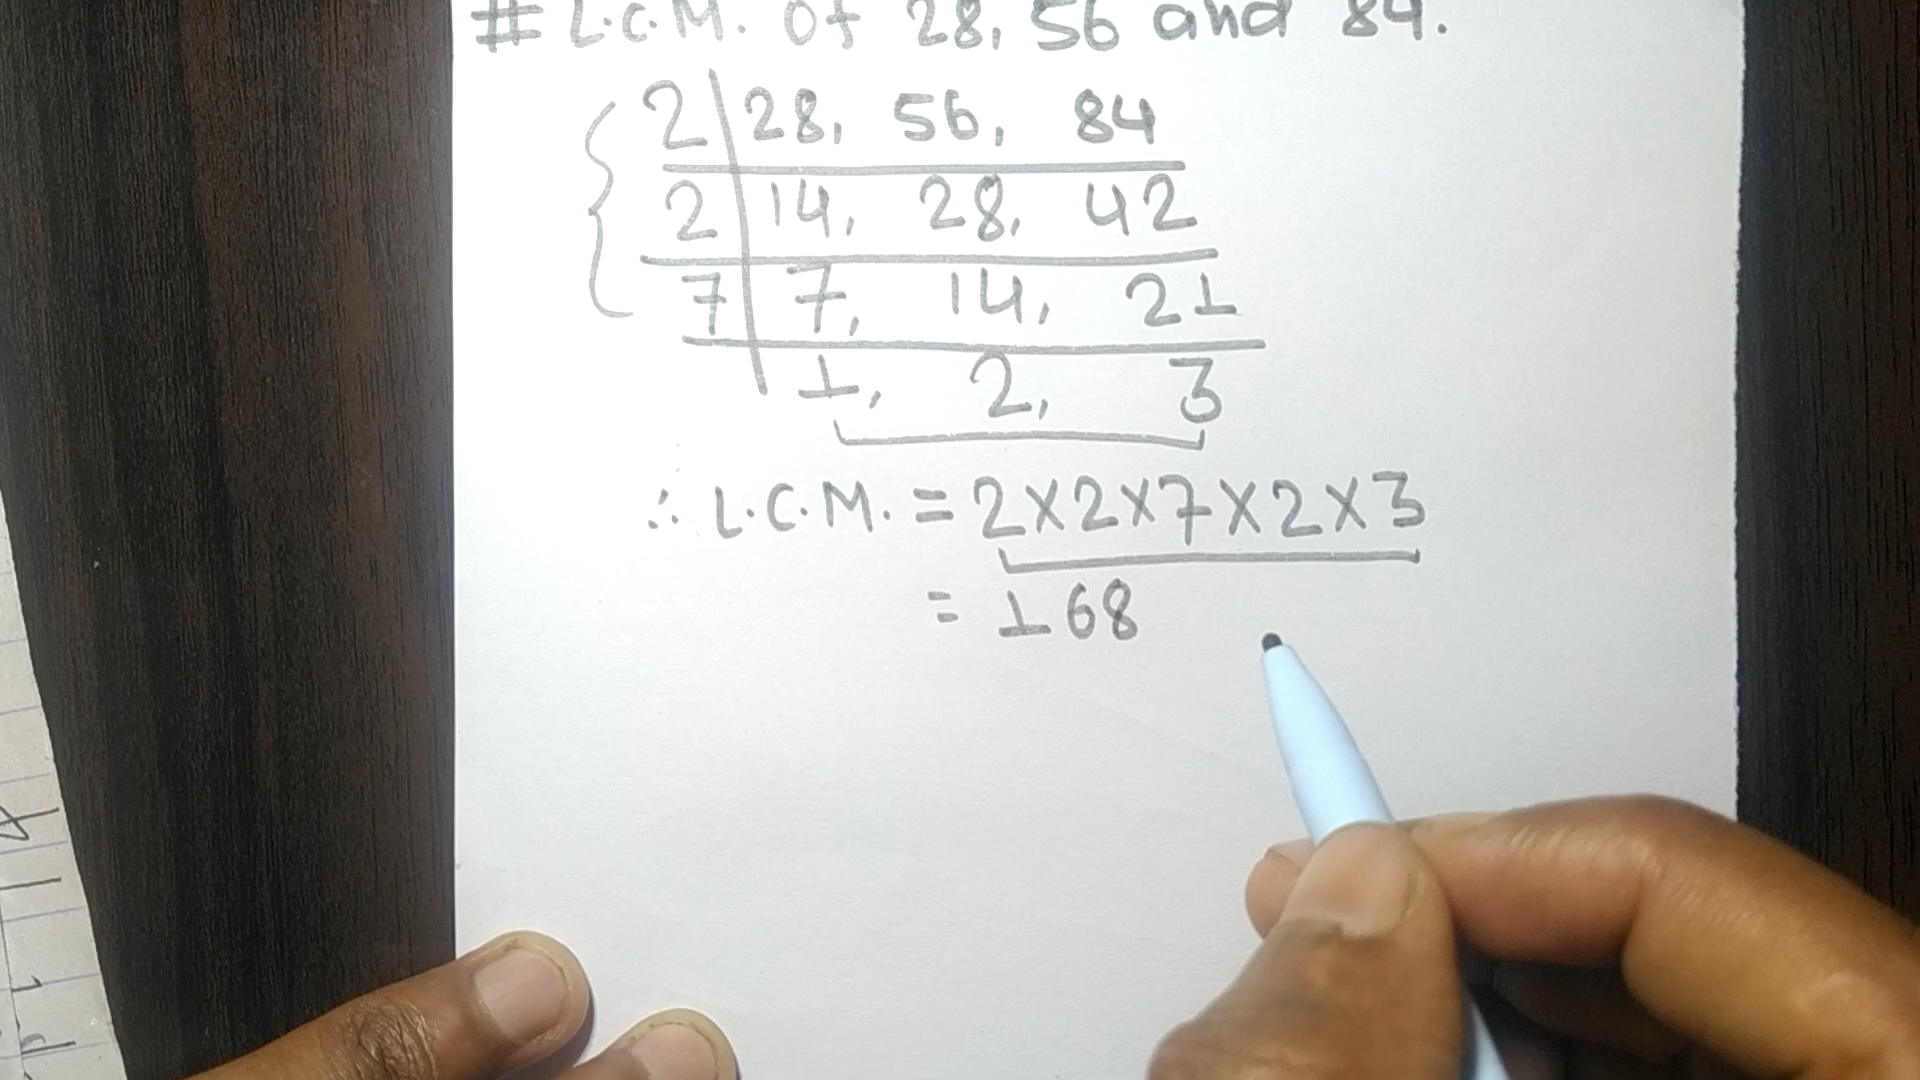 # L.C.M. of 28, 56 and 84.
2 28, 56, 84
2 14, 28, 42
7 7, 14, 21
1, 2, 3
∴ L.C.M. = 2×2×7×2×3
= 168